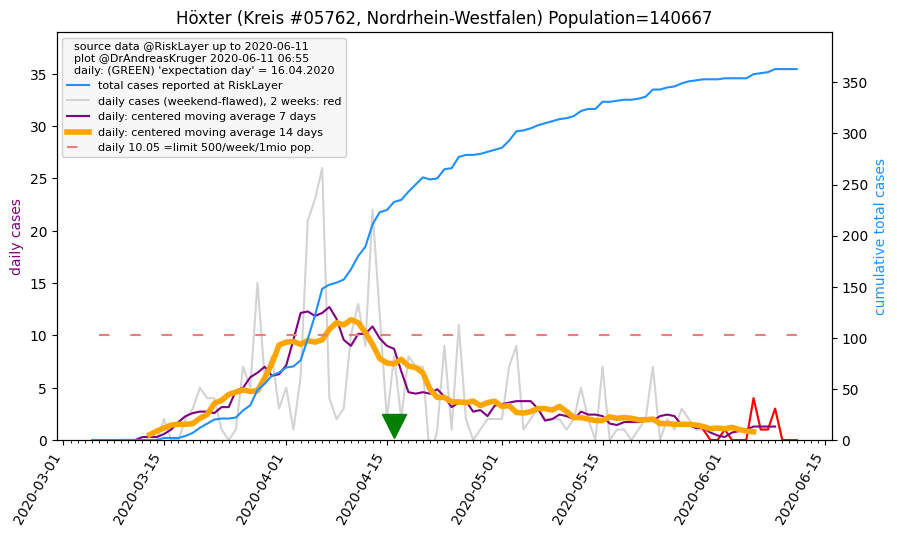 Höxter (Kreis #05762, Nordrhein-Westfalen) Population=140667
source data @RiskLayer up to 2020-06-11
plot @DrAndreasKruger 2020-06-11 06:55
daily: (GREEN) 'expectation day' = 16.04.2020
total cases reported at RiskLayer
daily cases (weekend-flawed), 2 weeks: red
daily: centered moving average 7 days
daily: centered moving average 14 days
daily 10.05 =limit 500/week/1mio pop.
daily cases
35
30
25
20
15
10
5
0
350
300
250
200
150
100
50
0
cumulative total cases
2020-03-01
2020-03-15
2020-04-01
2020-04-15
2020-05-01
2020-05-15
2020-06-01
2020-06-15